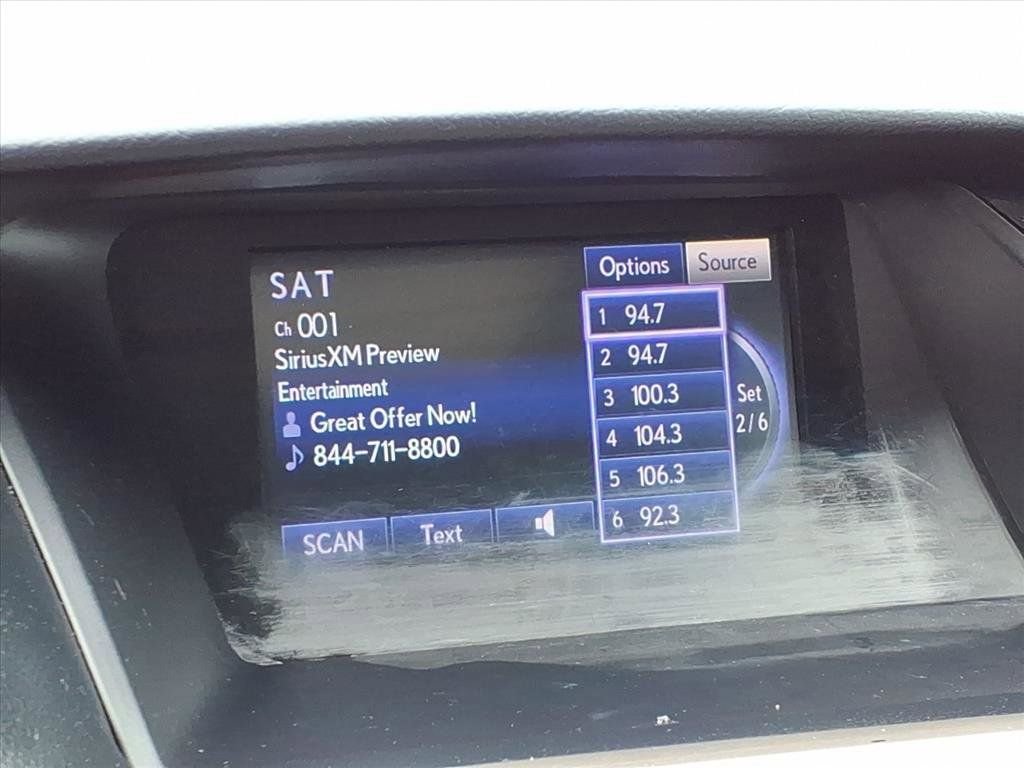 SAT
Ch 001
SiriusXM Preview
Entertainment
Great Offer Now!
844-711-8800
SCAN Text
Options Source
1 94.7
2 94.7
3 100.3
4 104.3
5 106.3
6 92.3
Set
2/6